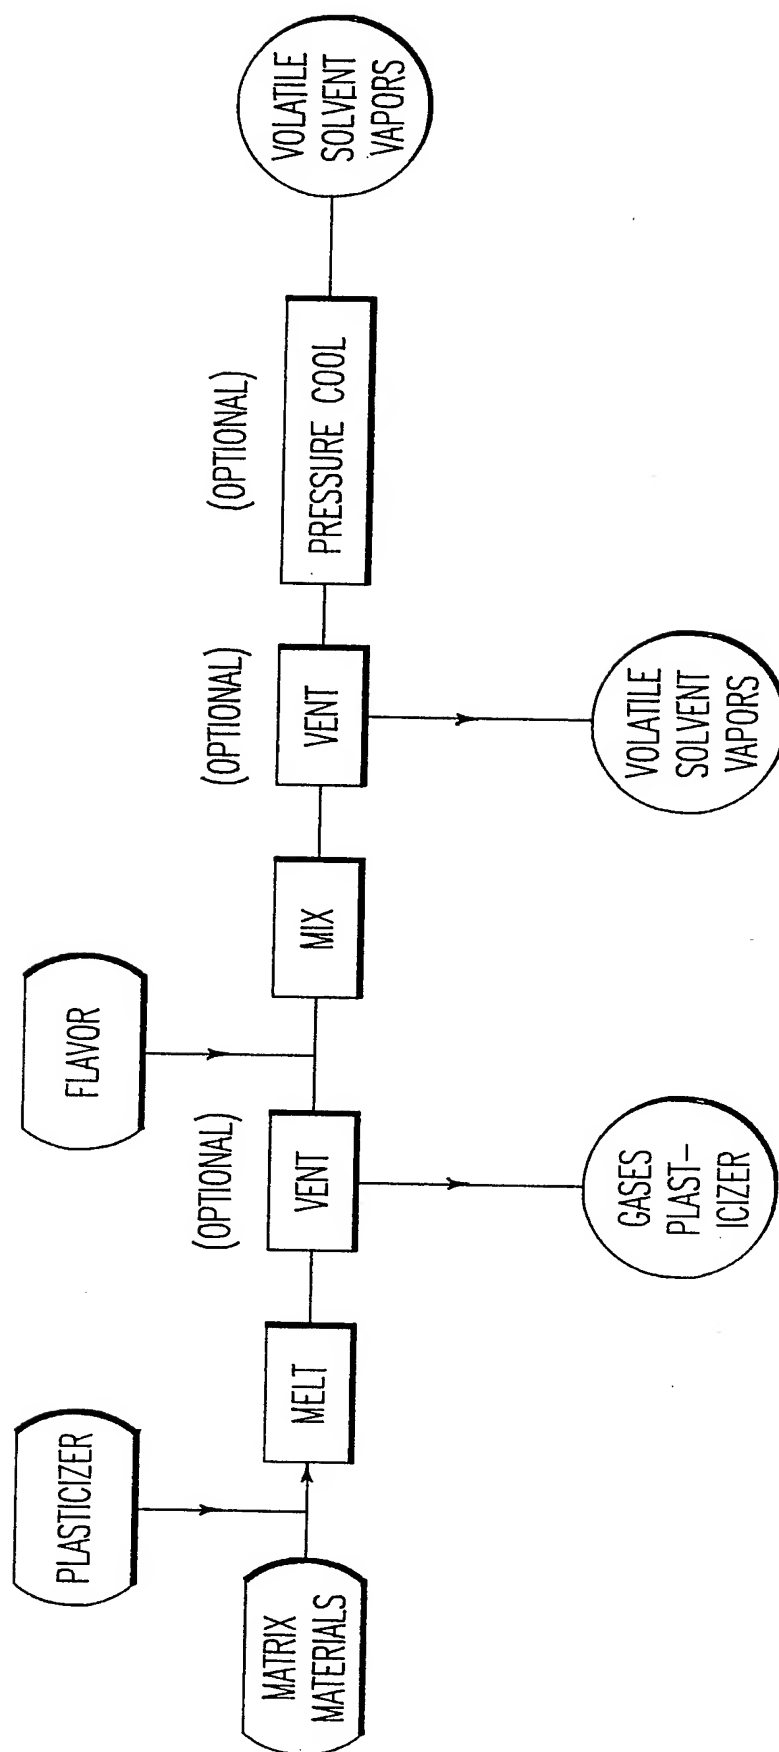 PLASTICIZER
MATRIX
MATERIALS
MELT
(OPTIONAL)
VENT
GASES
PLAST-
ICIZER
FLAVOR
MIX
(OPTIONAL)
VENT
VOLATILE
SOLVENT
VAPORS
(OPTIONAL)
PRESSURE COOL
VOLATILE
SOLVENT
VAPORS